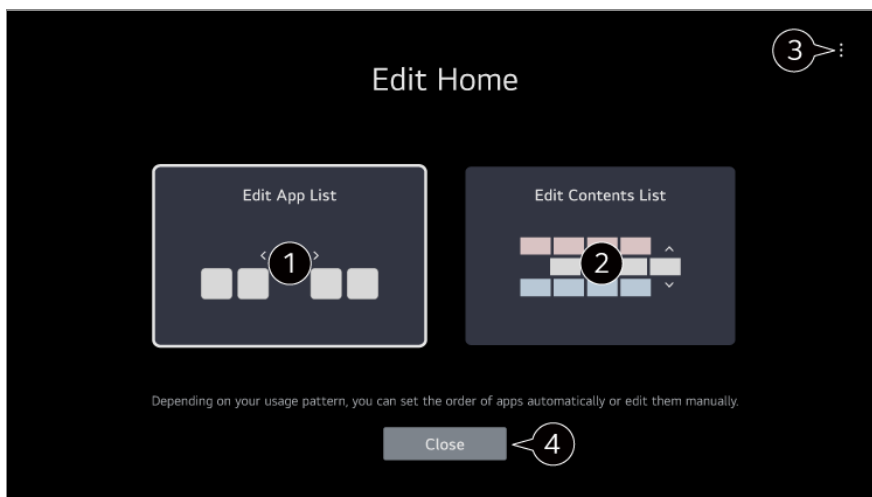 3
Edit Home
Edit App List
Edit Contents List
1
2
Depending on your usage pattern, you can set the order of apps automatically or edit them manually.
Close
4